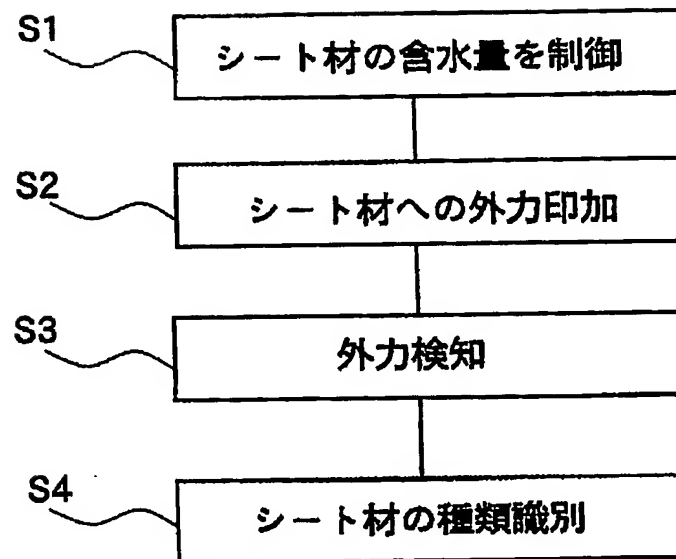 S1
シート材の含水量を制御
S2
シート材への外力印加
S3
外力検知
S4
シート材の種類識別